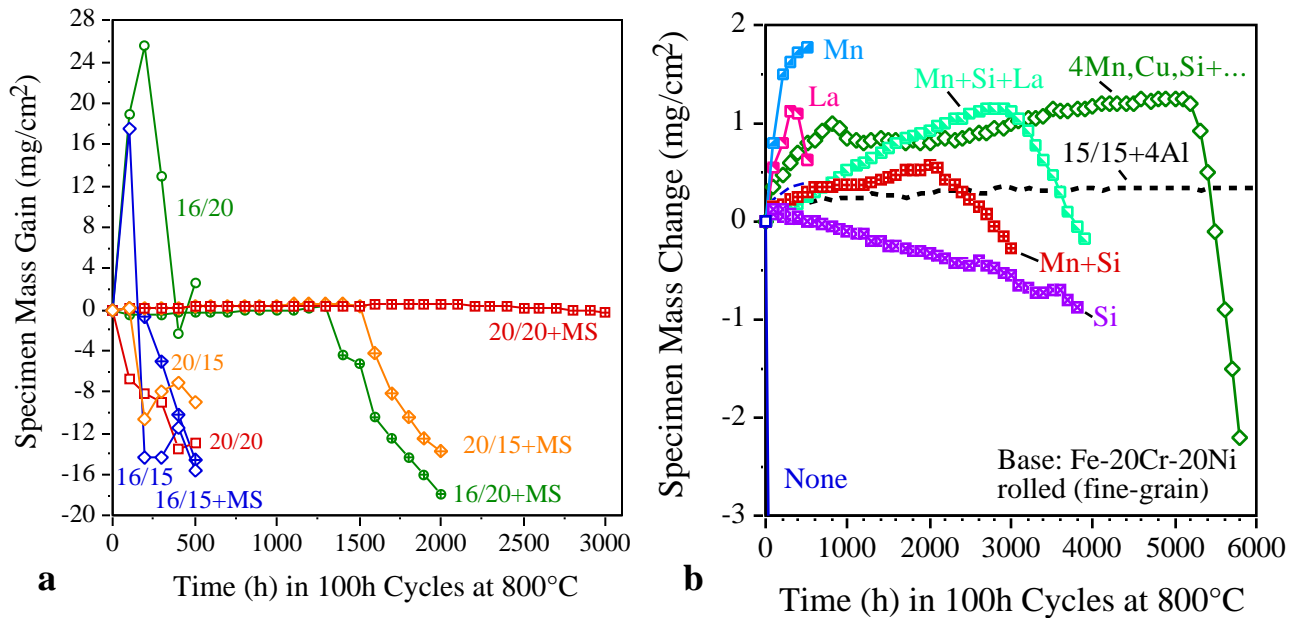 Specimen Mass Gain (mg/cm2)
28
24
20
16
12
8
4
0
-4
-8
-12
-16
-20
16/20
20/20+MS
20/15
20/20
16/15
16/15+MS
20/15+MS
16/20+MS
0 500 1000 1500 2000 2500 3000
Time (h) in 100h Cycles at 800°C
a
Specimen Mass Change (mg/cm2)
2
1
0
-1
-2
-3
Mn
La
Mn+Si+La
4Mn,Cu,Si+...
15/15+4Al
Mn+Si
Si
None
Base: Fe-20Cr-20Ni
rolled (fine-grain)
0 1000 2000 3000 4000 5000 6000
Time (h) in 100h Cycles at 800°C
b